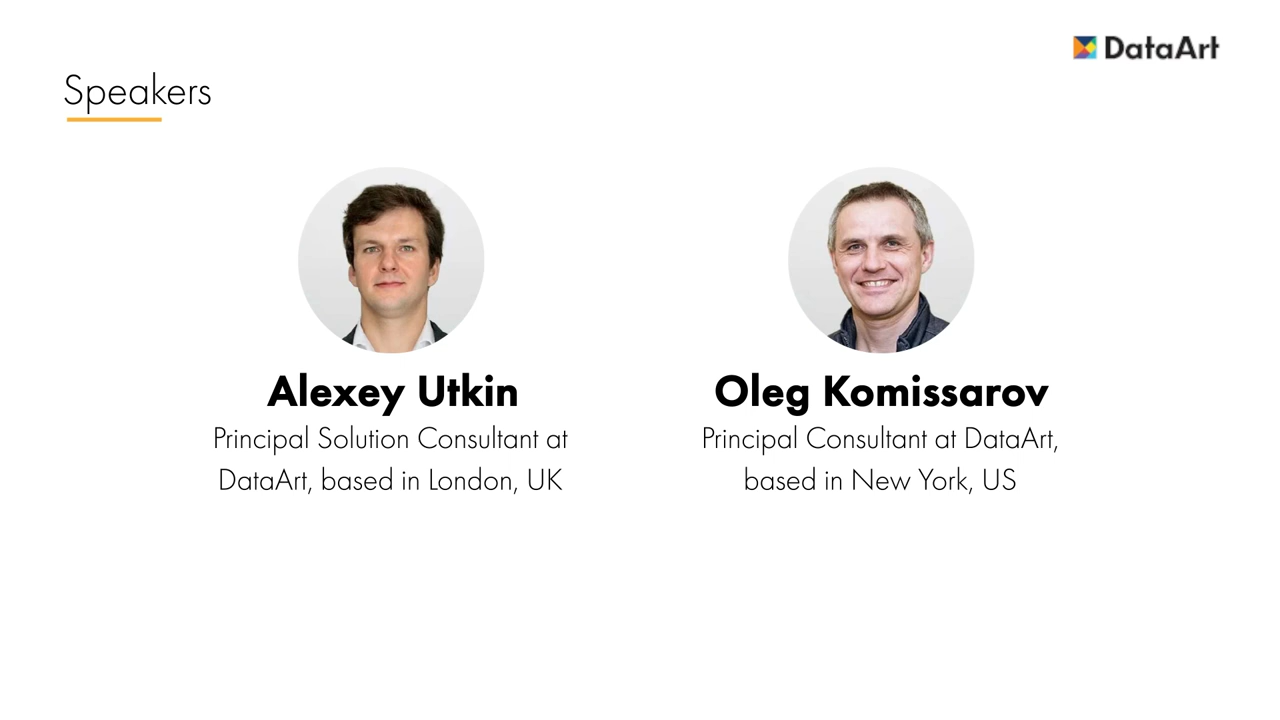 DataArt
Speakers
Alexey Utkin
Principal Solution Consultant at
DataArt, based in London, UK
Oleg Komissarov
Principal Consultant at DataArt,
based in New York, US